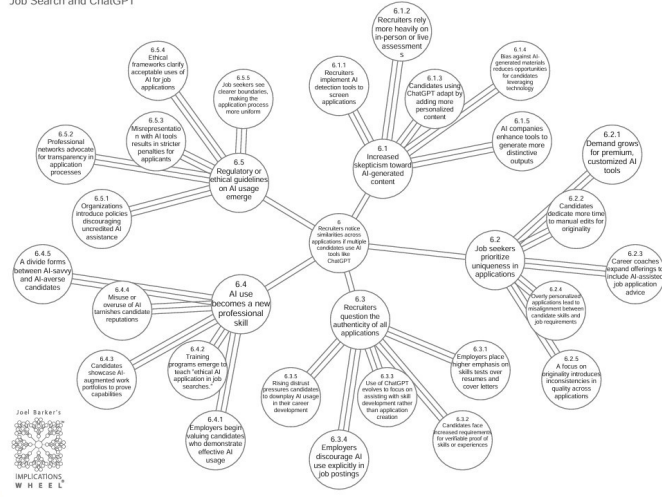 Job Search and ChatGPT
6.1.2
Recruiters rely
more heavily on
in-person or live
assessment
s
6.1.1
Recruiters
implement AI
detection tools to
screen
applications
6.1.3
Candidates using
ChatGPT adapt by
adding more
personalized
content
6.1.4
Bias against AI-
generated materials
reduces opportunities
for candidates
leveraging
technology
6.1.5
AI companies
enhance tools to
generate more
distinctive
outputs
6.1
Increased
skepticism toward
AI-generated
content
6.5.4
Ethical
frameworks clarify
acceptable uses of
AI for job
applications
6.5.5
Job seekers see
clearer boundaries,
making the
application process
more uniform
6.5.3
Misrepresentatio
n with AI tools
results in stricter
penalties for
applicants
6.5.2
Professional
networks advocate
for transparency in
application
processes
6.5.1
Organizations
introduce policies
discouraging
uncredited AI
assistance
6.5
Regulatory or
ethical guidelines
on AI usage
emerge
6
Recruiters notice
similarities across
applications if multiple
candidates use AI
tools like
ChatGPT
6.2.1
Demand grows
for premium,
customized AI
tools
6.2.2
Candidates
dedicate more time
to manual edits for
originality
6.2.3
Career coaches
expand offerings to
include AI-assisted
job application
advice
6.2
Job seekers
prioritize
uniqueness in
applications
6.2.4
Overly personalized
applications lead to
misalignment between
candidate skills and
job requirements
6.2.5
A focus on
originality introduces
inconsistencies in
quality across
applications
6.4.5
A divide forms
between AI-savvy
and AI-averse
candidates
6.4.4
Misuse or
overuse of AI
tarnishes candidate
reputations
6.4
AI use
becomes a new
professional
skill
6.4.3
Candidates
showcase AI-
augmented work
portfolios to prove
capabilities
6.4.2
Training
programs emerge to
teach "ethical AI
application in job
searches."
6.4.1
Employers begin
valuing candidates
who demonstrate
effective AI
usage
6.3
Recruiters
question the
authenticity of all
applications
6.3.5
Rising distrust
pressures candidates
to downplay AI usage
in their career
development
6.3.3
Use of ChatGPT
evolves to focus on
assisting with skill
development rather
than application
creation
6.3.1
Employers place
higher emphasis on
skills tests over
resumes and
cover letters
6.3.2
Candidates face
increased requirements
for verifiable proof of
skills or experiences
6.3.4
Employers
discourage AI
use explicitly in
job postings
Joel Barker's
IMPLICATIONS
WHEEL®